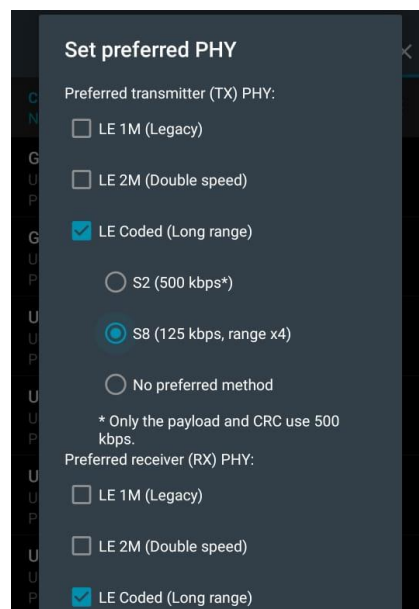 Set preferred PHY
Preferred transmitter (TX) PHY:
LE 1M (Legacy)
LE 2M (Double speed)
LE Coded (Long range)
S2 (500 kbps*)
S8 (125 kbps, range x4)
No preferred method
* Only the payload and CRC use 500
kbps.
Preferred receiver (RX) PHY:
LE 1M (Legacy)
LE 2M (Double speed)
LE Coded (Long range)